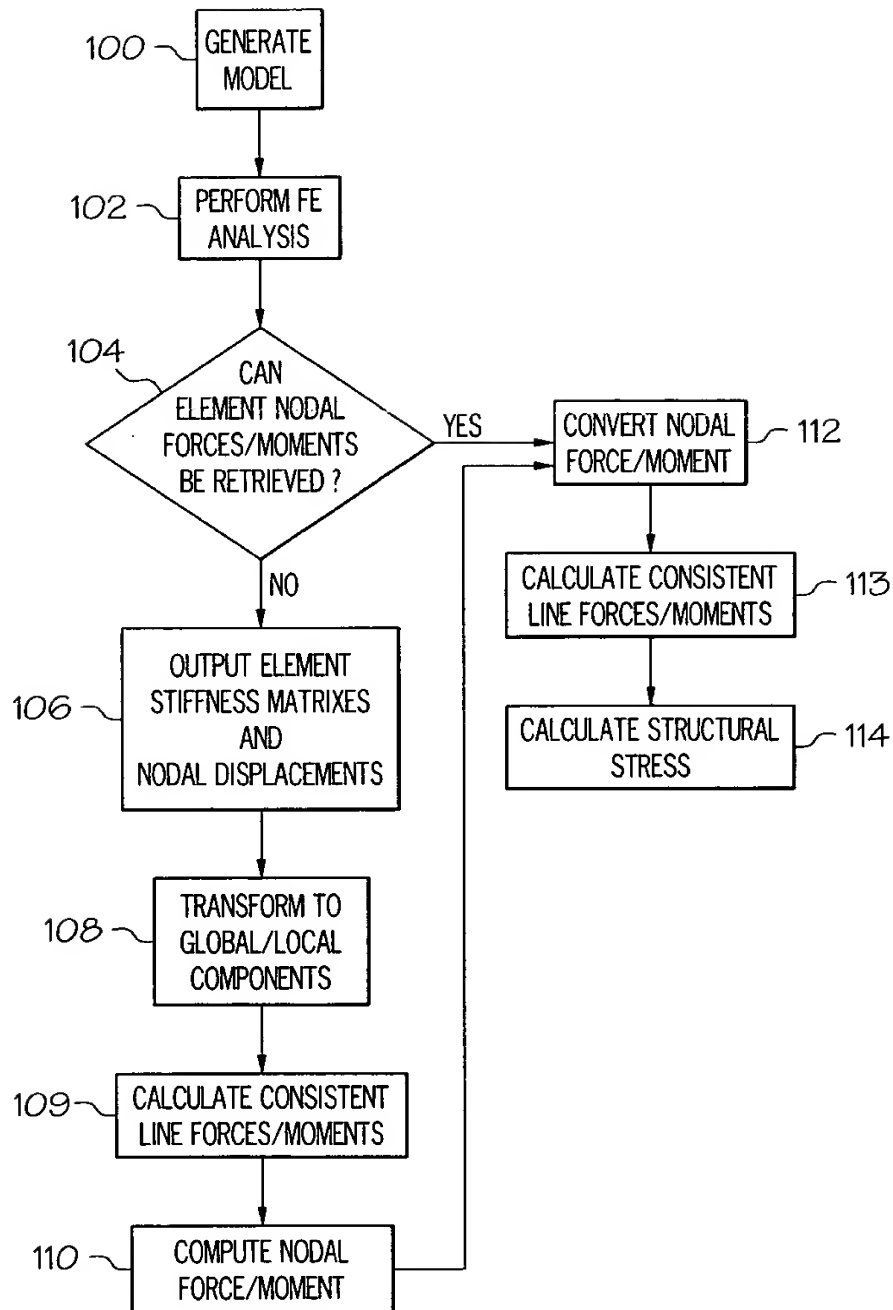 100
GENERATE
MODEL
102
PERFORM FE
ANALYSIS
104
CAN
ELEMENT NODAL
FORCES/MOMENTS
BE RETRIEVED ?
YES
NO
CONVERT NODAL
FORCE/MOMENT
112
CALCULATE CONSISTENT
LINE FORCES/MOMENTS
113
CALCULATE STRUCTURAL
STRESS
114
106
OUTPUT ELEMENT
STIFFNESS MATRIXES
AND
NODAL DISPLACEMENTS
108
TRANSFORM TO
GLOBAL/LOCAL
COMPONENTS
109
CALCULATE CONSISTENT
LINE FORCES/MOMENTS
110
COMPUTE NODAL
FORCE/MOMENT